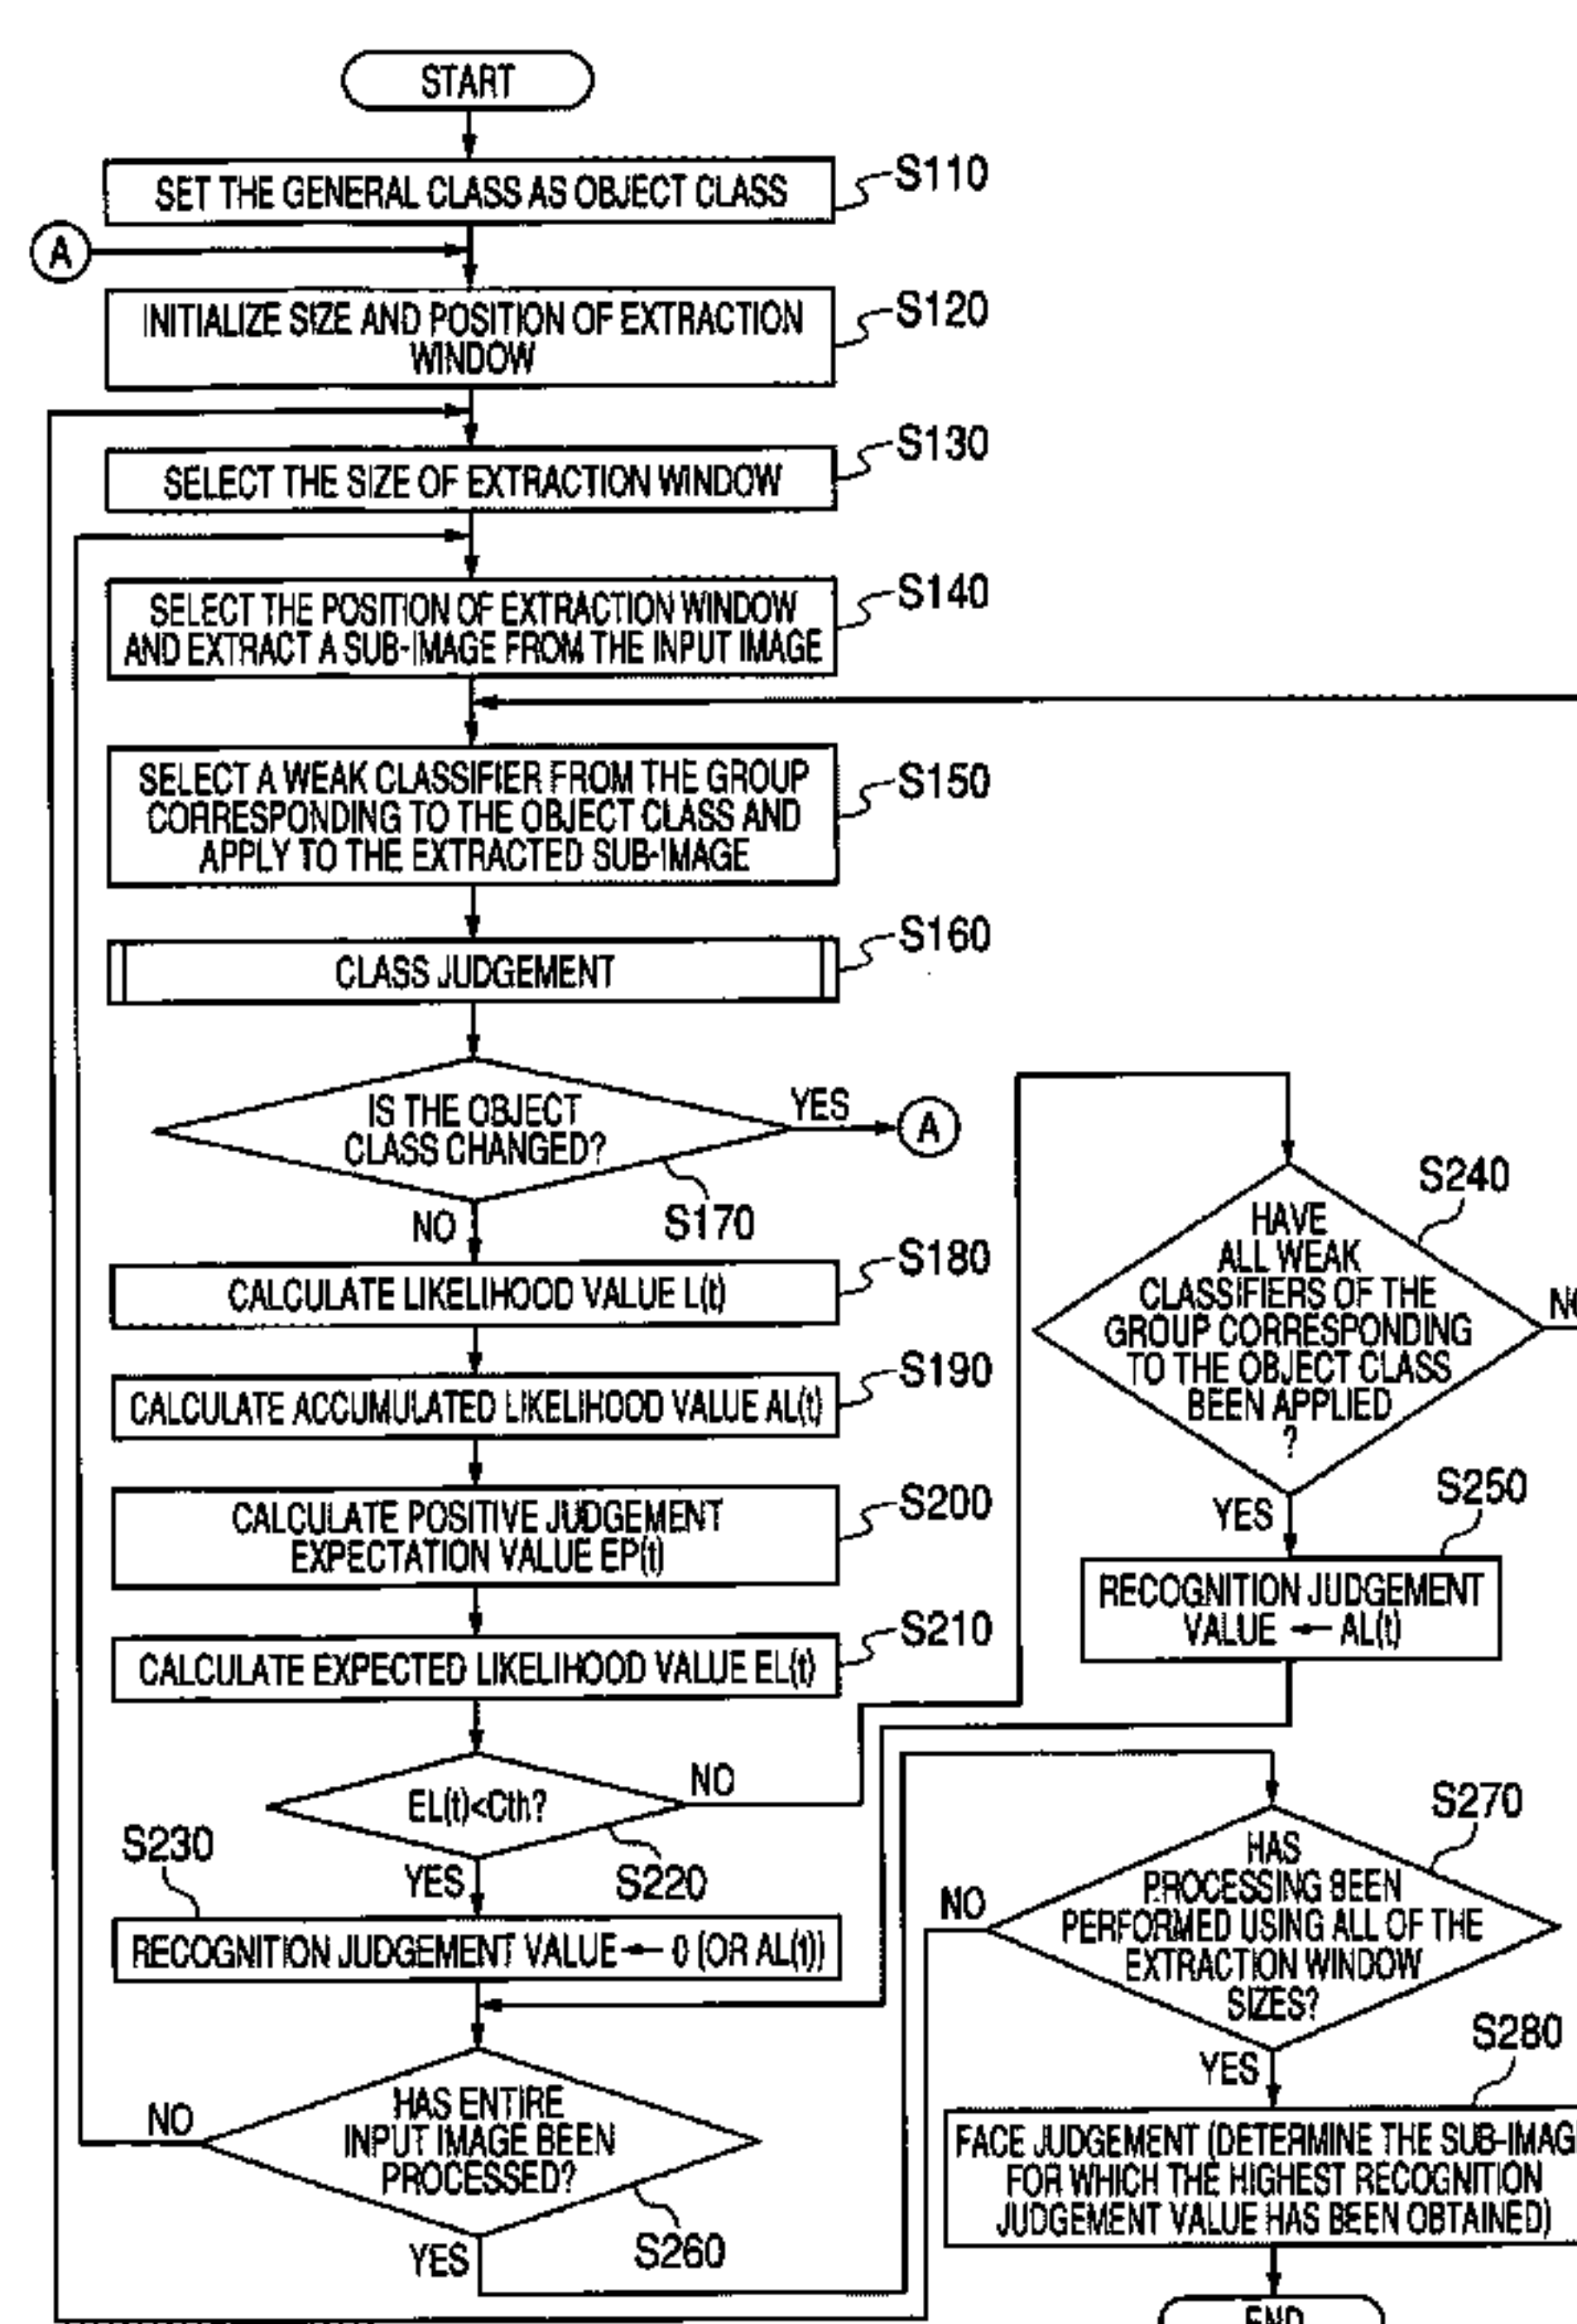 START
SET THE GENERAL CLASS AS OBJECT CLASS
S110
A
INITIALIZE SIZE AND POSITION OF EXTRACTION
WINDOW
S120
SELECT THE SIZE OF EXTRACTION WINDOW
S130
SELECT THE POSITION OF EXTRACTION WINDOW
AND EXTRACT A SUB-IMAGE FROM THE INPUT IMAGE
S140
SELECT A WEAK CLASSIFIER FROM THE GROUP
CORRESPONDING TO THE OBJECT CLASS AND
APPLY TO THE EXTRACTED SUB-IMAGE
S150
CLASS JUDGEMENT
S160
IS THE OBJECT
CLASS CHANGED?
YES
A
NO
S170
CALCULATE LIKELIHOOD VALUE L(t)
S180
CALCULATE ACCUMULATED LIKELIHOOD VALUE AL(t)
S190
CALCULATE POSITIVE JUDGEMENT
EXPECTATION VALUE EP(t)
S200
CALCULATE EXPECTED LIKELIHOOD VALUE EL(t)
S210
EL(t)<Cth?
NO
YES
S220
S230
RECOGNITION JUDGEMENT VALUE ← 0 (OR AL(t))
HAS ENTIRE
INPUT IMAGE BEEN
PROCESSED?
NO
YES
S260
S240
HAVE
ALL WEAK
CLASSIFIERS OF THE
GROUP CORRESPONDING
TO THE OBJECT CLASS
BEEN APPLIED
?
NO
YES
S250
RECOGNITION JUDGEMENT
VALUE ← AL(t)
S270
HAS
PROCESSING BEEN
PERFORMED USING ALL OF THE
EXTRACTION WINDOW
SIZES?
NO
YES
S280
FACE JUDGEMENT (DETERMINE THE SUB-IMAG
FOR WHICH THE HIGHEST RECOGNITION
JUDGEMENT VALUE HAS BEEN OBTAINED)
END